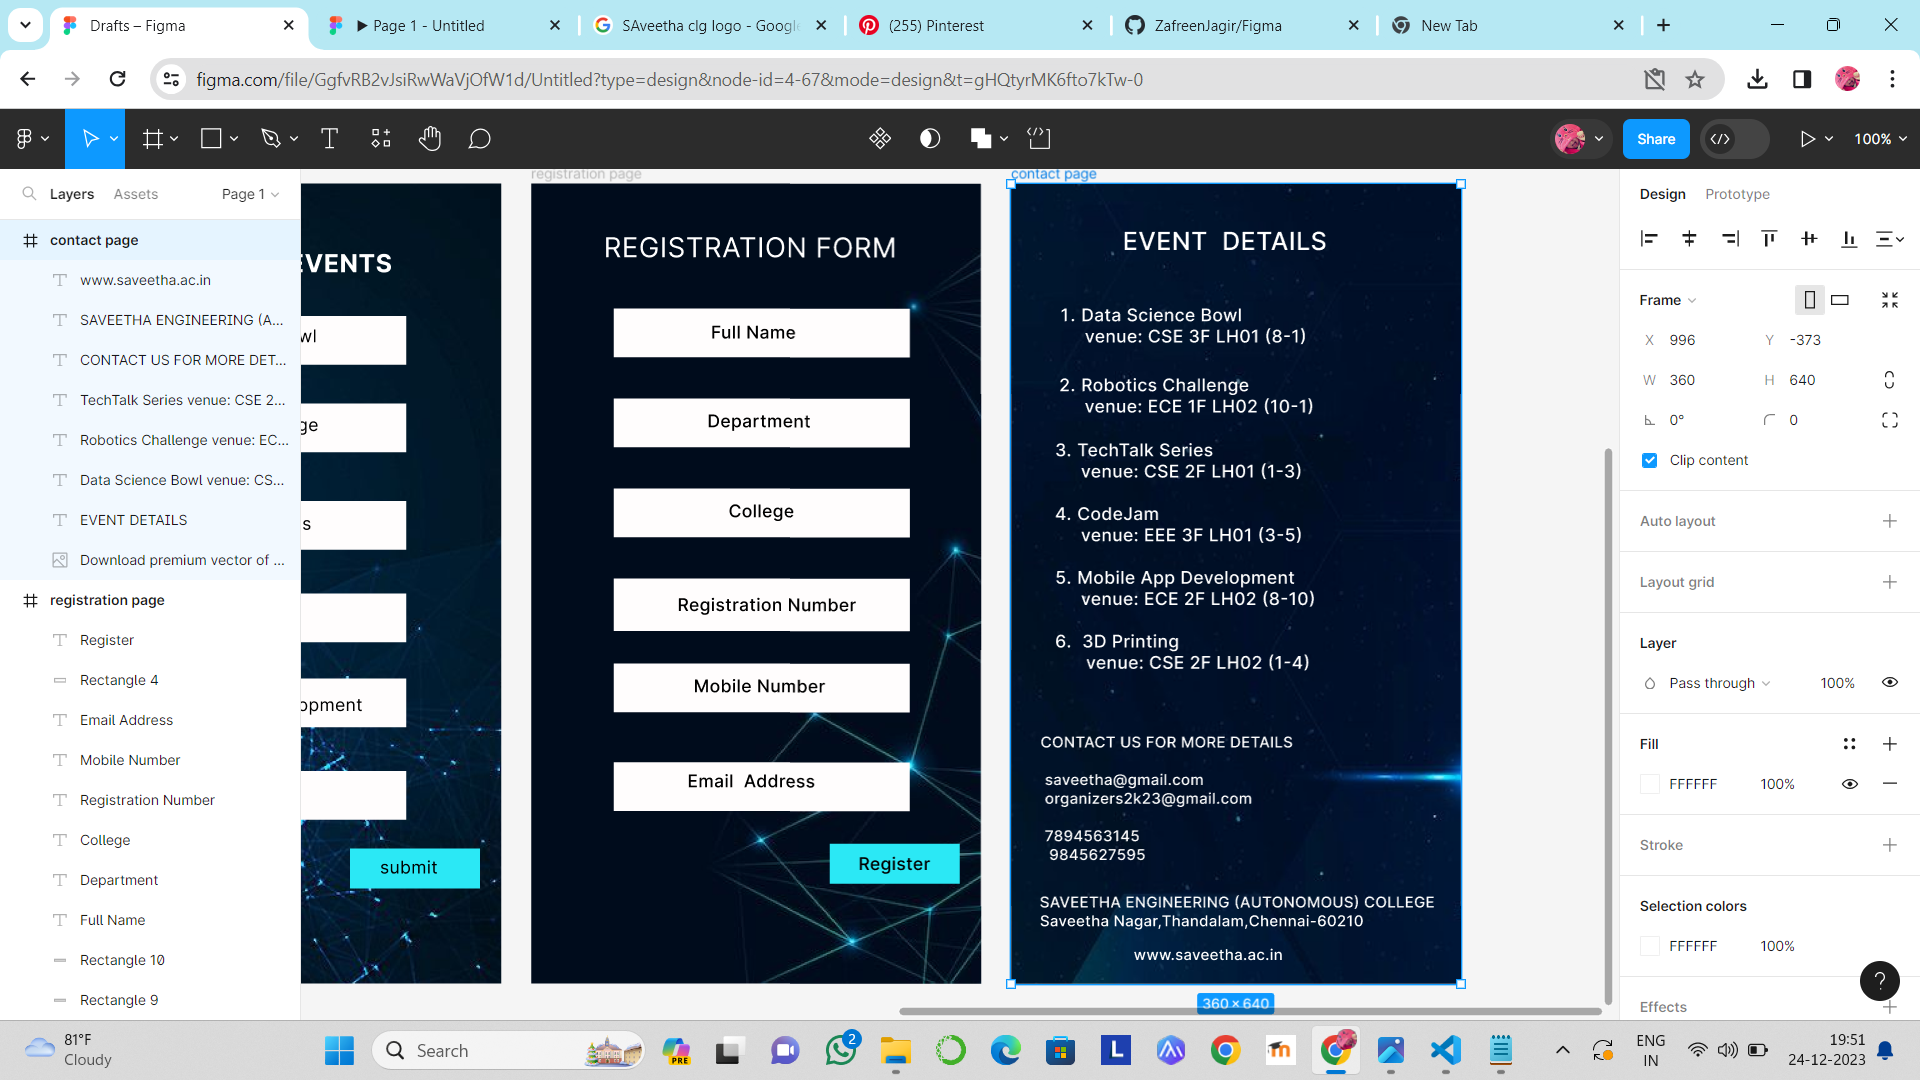 Drafts – Figma
Page 1 - Untitled
SAveetha clg logo - Google
(255) Pinterest
ZafreenJagir/Figma
New Tab
figma.com/file/GgfvRB2vJsiRwWaVjOfW1d/Untitled?type=design&node-id=4-67&mode=design&t=gHQtyrMK6fto7kTw-0
Share
100%
Layers
Assets
Page 1
contact page
www.saveetha.ac.in
SAVEETHA ENGINEERING (A...
CONTACT US FOR MORE DET...
TechTalk Series venue: CSE 2...
Robotics Challenge venue: EC...
Data Science Bowl venue: CS...
EVENT DETAILS
Download premium vector of ...
registration page
Register
Rectangle 4
Email Address
Mobile Number
Registration Number
College
Department
Full Name
Rectangle 10
Rectangle 9
EVENTS
wl
ge
s
opment
submit
registration page
REGISTRATION FORM
Full Name
Department
College
Registration Number
Mobile Number
Email Address
Register
contact page
EVENT DETAILS
1. Data Science Bowl
venue: CSE 3F LH01 (8-1)
2. Robotics Challenge
venue: ECE 1F LH02 (10-1)
3. TechTalk Series
venue: CSE 2F LH01 (1-3)
4. CodeJam
venue: EEE 3F LH01 (3-5)
5. Mobile App Development
venue: ECE 2F LH02 (8-10)
6. 3D Printing
venue: CSE 2F LH02 (1-4)
CONTACT US FOR MORE DETAILS
saveetha@gmail.com
organizers2k23@gmail.com
7894563145
9845627595
SAVEETHA ENGINEERING (AUTONOMOUS) COLLEGE
Saveetha Nagar,Thandalam,Chennai-60210
www.saveetha.ac.in
360 × 640
Design
Prototype
Frame
X 996
Y -373
W 360
H 640
0°
0
Clip content
Auto layout
Layout grid
Layer
Pass through
100%
Fill
FFFFFF
100%
Stroke
Selection colors
FFFFFF
100%
Effects
?
81°F
Cloudy
Search
PRE
2
L
ENG
IN
19:51
24-12-2023